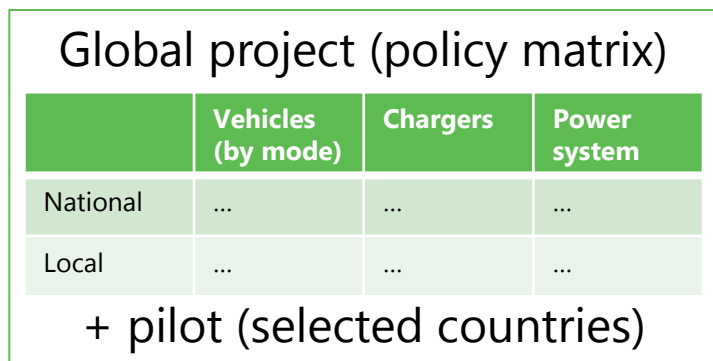 Global project (policy matrix)
Vehicles (by mode) Chargers Power system
National ... ... ...
Local ... ... ...
+ pilot (selected countries)